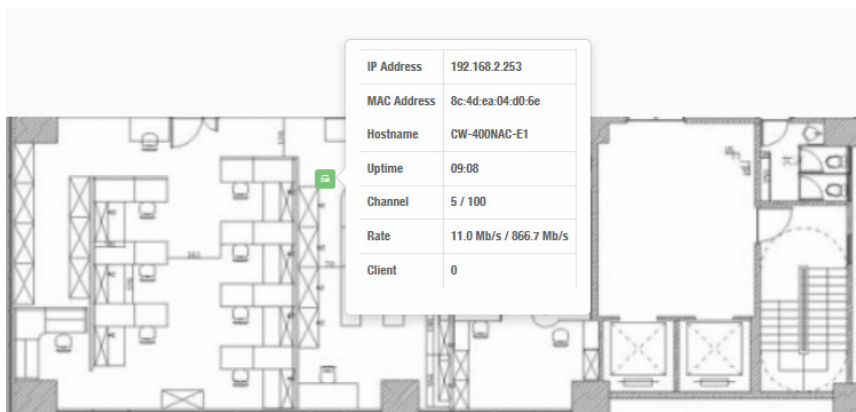 IP Address 192.168.2.253
MAC Address 8c:4d:ea:04:d0:6e
Hostname CW-400NAC-E1
Uptime 09:08
Channel 5 / 100
Rate 11.0 Mb/s / 866.7 Mb/s
Client 0